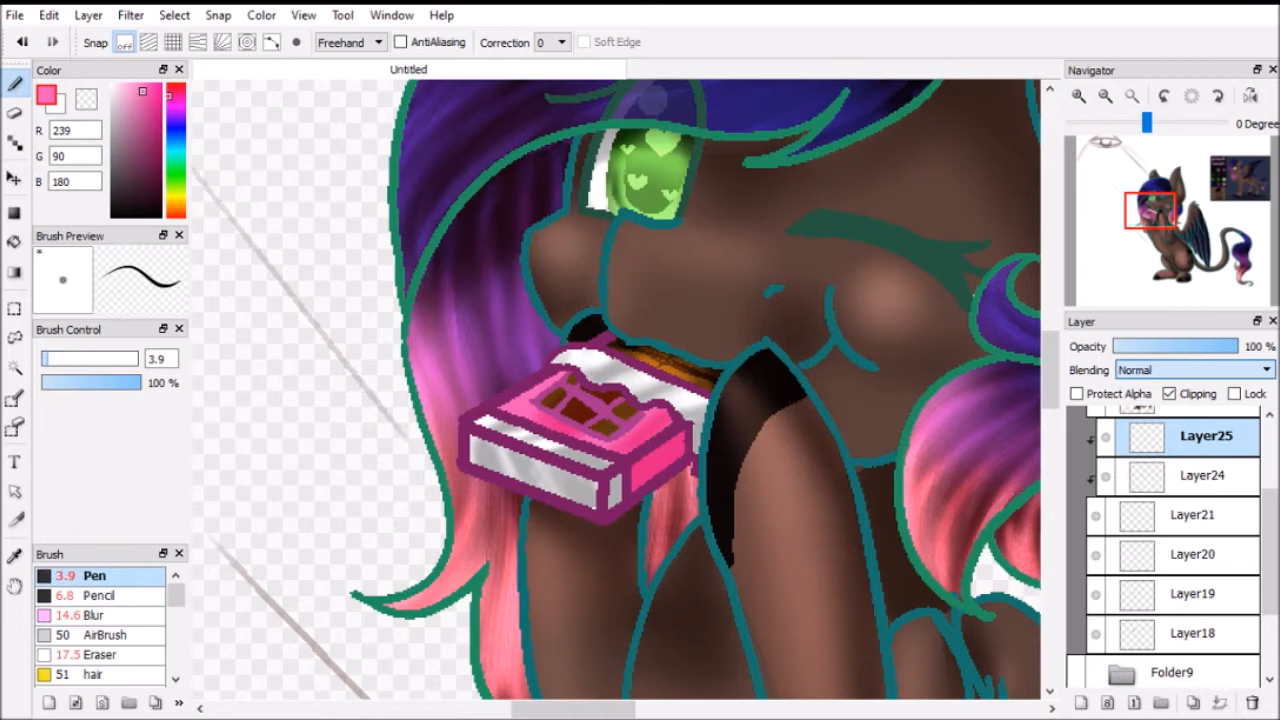 File Edit Layer Filter Select Snap Color View Tool Window Help
Snap off Freehand AntiAliasing Correction 0 Soft Edge
Color
Untitled
Navigator
R 239
G 90
B 180
0 Degree
Brush Preview
*
Brush Control
3.9
100 %
Layer
Opacity 100 %
Blending Normal
Protect Alpha Clipping Lock
Layer25
Layer24
Layer21
Layer20
Layer19
Layer18
Folder9
Brush
3.9 Pen
6.8 Pencil
14.6 Blur
50 AirBrush
17.5 Eraser
51 hair